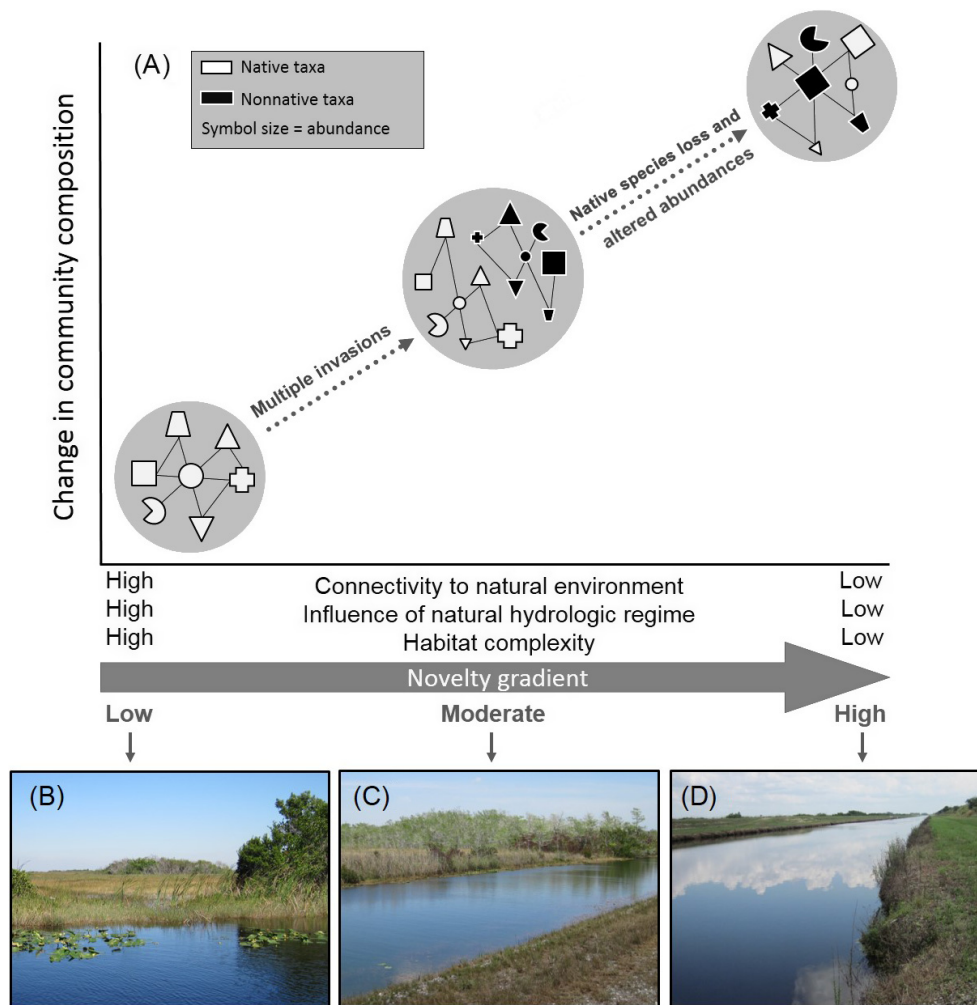 (A)
Native taxa
Nonnative taxa
Symbol size = abundance
Change in community composition
Multiple invasions
Native species loss and
altered abundances
High Connectivity to natural environment Low
High Influence of natural hydrologic regime Low
High Habitat complexity Low
Novelty gradient
Low Moderate High
(B) (C) (D)